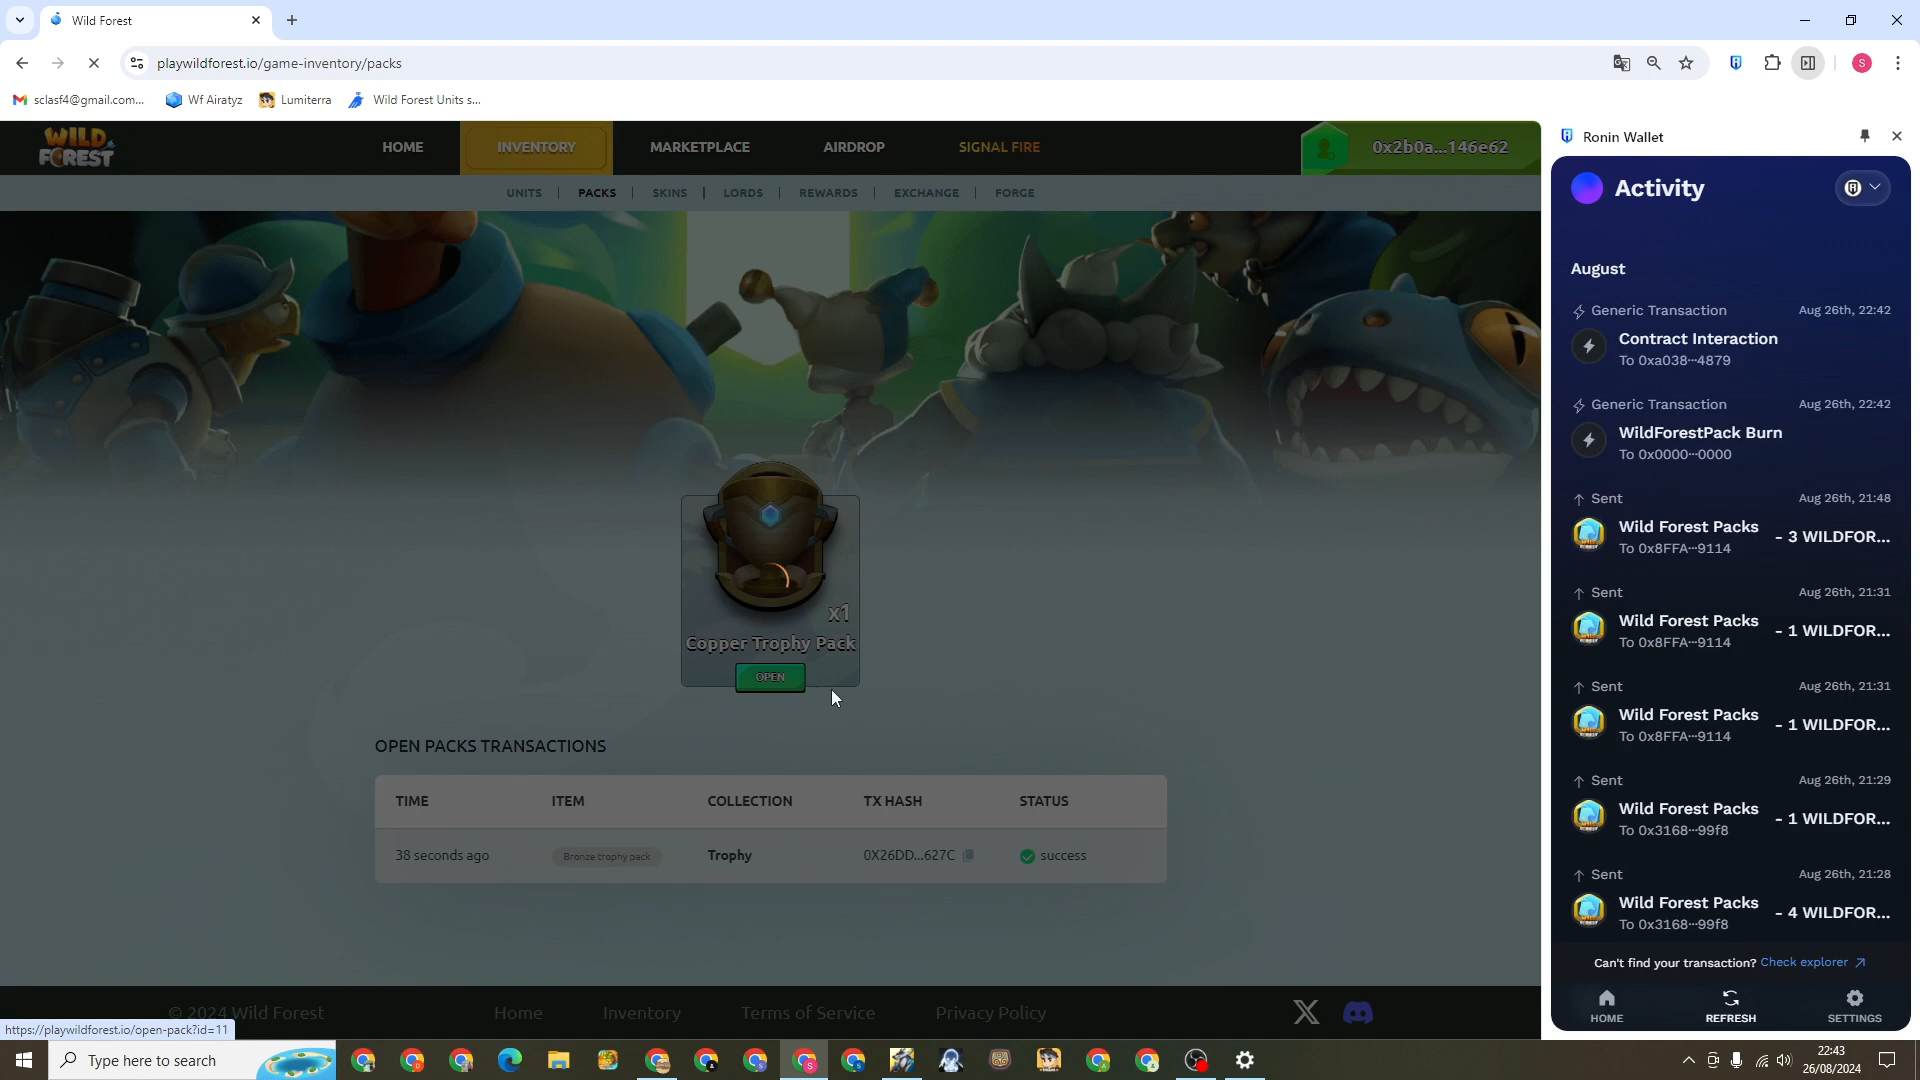 Wild Forest
playwildforest.io/game-inventory/packs
sclasf4@gmail.com...
Wf Airatyz
Lumiterra
Wild Forest Units s...
WILD FOREST
HOME
INVENTORY
MARKETPLACE
AIRDROP
SIGNAL FIRE
0x2b0a...146e62
UNITS
PACKS
SKINS
LORDS
REWARDS
EXCHANGE
FORGE
x1
Copper Trophy Pack
OPEN
OPEN PACKS TRANSACTIONS
TIME ITEM COLLECTION TX HASH STATUS
38 seconds ago Bronze trophy pack Trophy 0X26DD...627C success
© 2024 Wild Forest
Home
Inventory
Terms of Service
Privacy Policy
https://playwildforest.io/open-pack?id=11
Ronin Wallet
Activity
August
Generic Transaction Aug 26th, 22:42
Contract Interaction
To 0xa038···4879
Generic Transaction Aug 26th, 22:42
WildForestPack Burn
To 0x0000···0000
Sent Aug 26th, 21:48
Wild Forest Packs - 3 WILDFOR...
To 0x8FFA···9114
Sent Aug 26th, 21:31
Wild Forest Packs - 1 WILDFOR...
To 0x8FFA···9114
Sent Aug 26th, 21:31
Wild Forest Packs - 1 WILDFOR...
To 0x8FFA···9114
Sent Aug 26th, 21:29
Wild Forest Packs - 1 WILDFOR...
To 0x3168···99f8
Sent Aug 26th, 21:28
Wild Forest Packs - 4 WILDFOR...
To 0x3168···99f8
Can't find your transaction? Check explorer
HOME
REFRESH
SETTINGS
Type here to search
22:43
26/08/2024